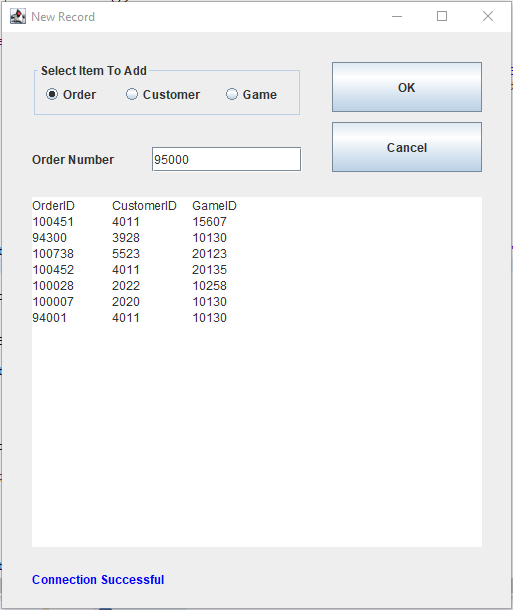 New Record
Select Item To Add
Order Customer Game
OK
Order Number 95000
Cancel
OrderID CustomerID GameID
100451 4011 15607
94300 3928 10130
100738 5523 20123
100452 4011 20135
100028 2022 10258
100007 2020 10130
94001 4011 10130
Connection Successful